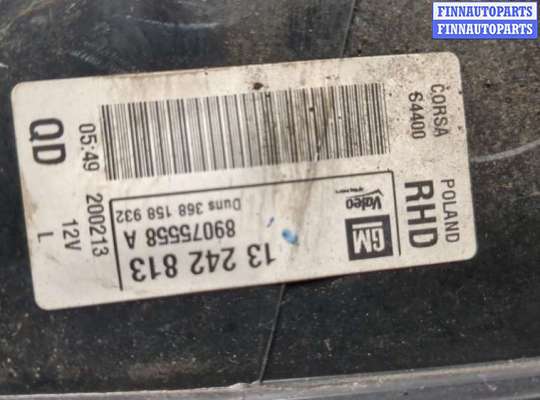 FINNAUTOPARTS
FINNAUTOPARTS
FINNAUTOPARTS
CORSA
S4400
POLAND
RHD
Valeo
GM
13 242 813
89075558 A
Duns 368 158 932
QD
05:49
200213
12V
L